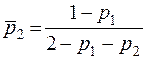 p̅₂ = (1 − p₁) / (2 − p₁ − p₂)